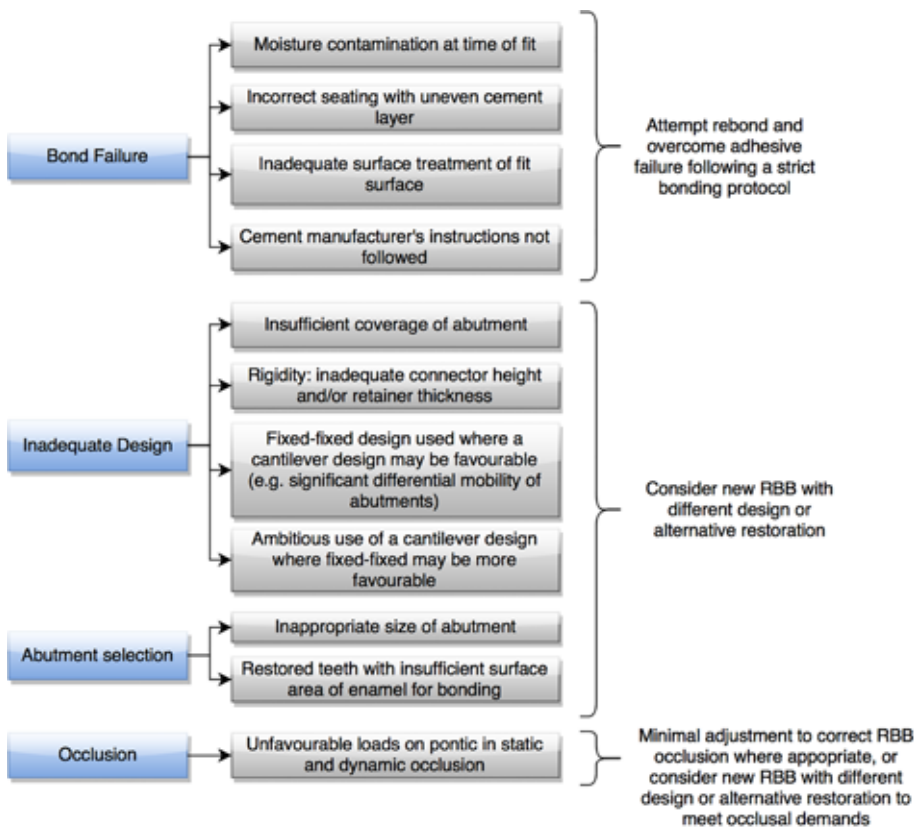 Bond Failure
Moisture contamination at time of fit
Incorrect seating with uneven cement
layer
Inadequate surface treatment of fit
surface
Cement manufacturer's instructions not
followed
Attempt rebond and
overcome adhesive
failure following a strict
bonding protocol
Inadequate Design
Insufficient coverage of abutment
Rigidity: inadequate connector height
and/or retainer thickness
Fixed-fixed design used where a
cantilever design may be favourable
(e.g. significant differential mobility of
abutments)
Ambitious use of a cantilever design
where fixed-fixed may be more
favourable
Abutment selection
Inappropriate size of abutment
Restored teeth with insufficient surface
area of enamel for bonding
Consider new RBB with
different design or
alternative restoration
Occlusion
Unfavourable loads on pontic in static
and dynamic occlusion
Minimal adjustment to correct RBB
occlusion where appopriate, or
consider new RBB with different
design or alternative restoration to
meet occlusal demands